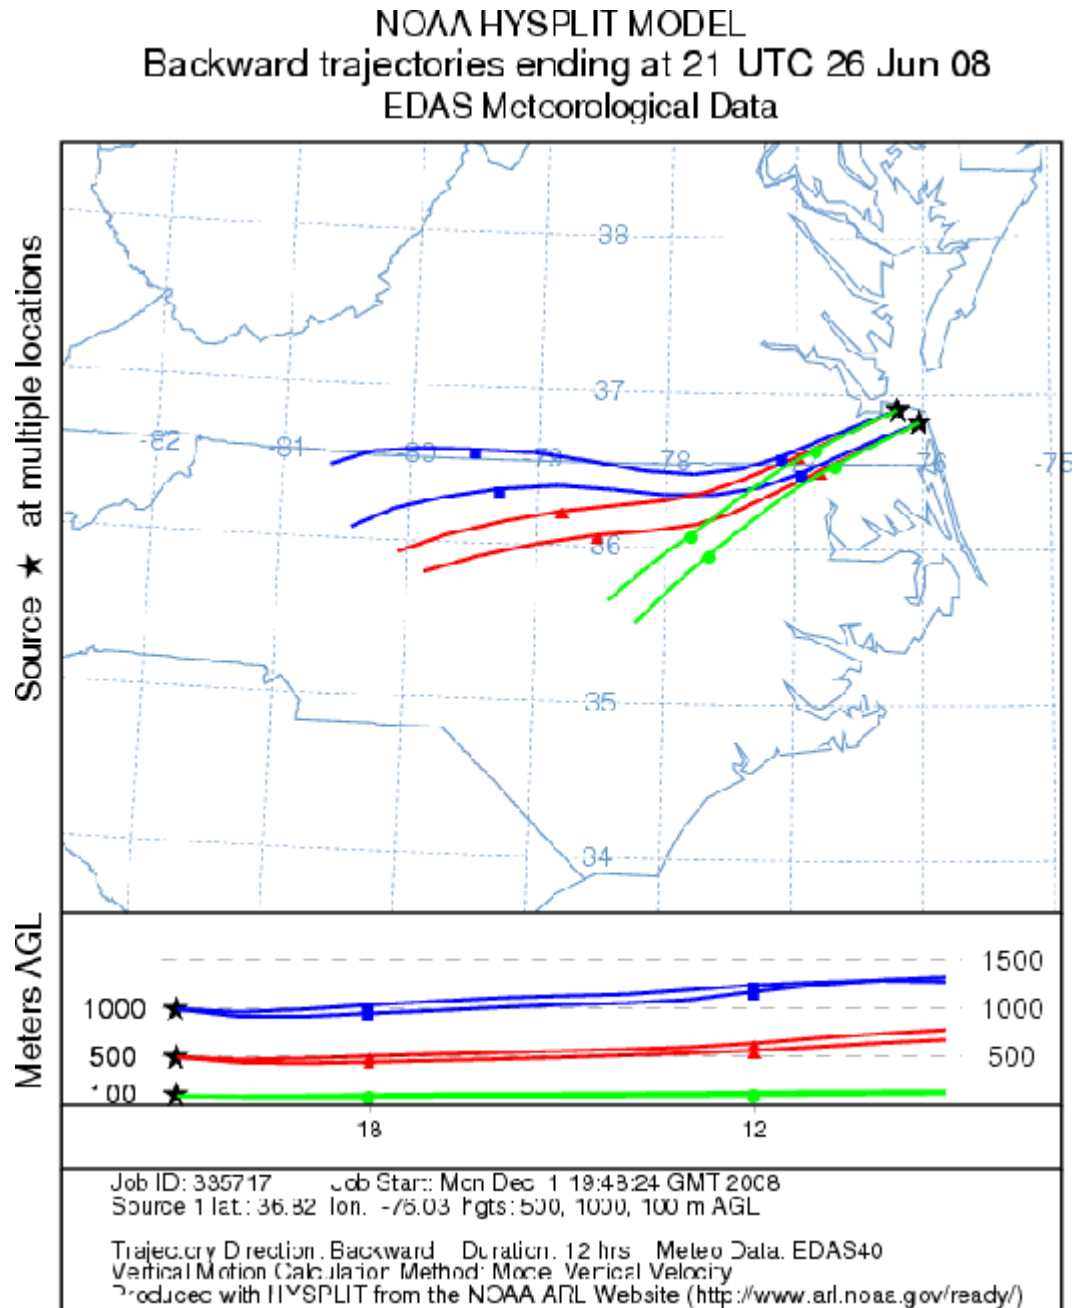 NOAA HYSPLIT MODEL
Backward trajectories ending at 21 UTC 26 Jun 08
EDAS Meteorological Data
Source ★ at multiple locations
38
37
-82
-81
-80
-79
-78
-76
-75
36
35
34
Meters AGL
1500
1000
1000
500
500
100
18
12
Job ID: 335717 Job Start: Mon Dec 1 19:48:24 GMT 2008
Source 1 lat.: 36.82 lon.: -76.03 hgts: 500, 1000, 100 m AGL
Trajectory Direction: Backward Duration: 12 hrs Meteo Data: EDAS40
Vertical Motion Calculation Method: Model Vertical Velocity
Produced with HYSPLIT from the NOAA ARL Website (http://www.arl.noaa.gov/ready/)